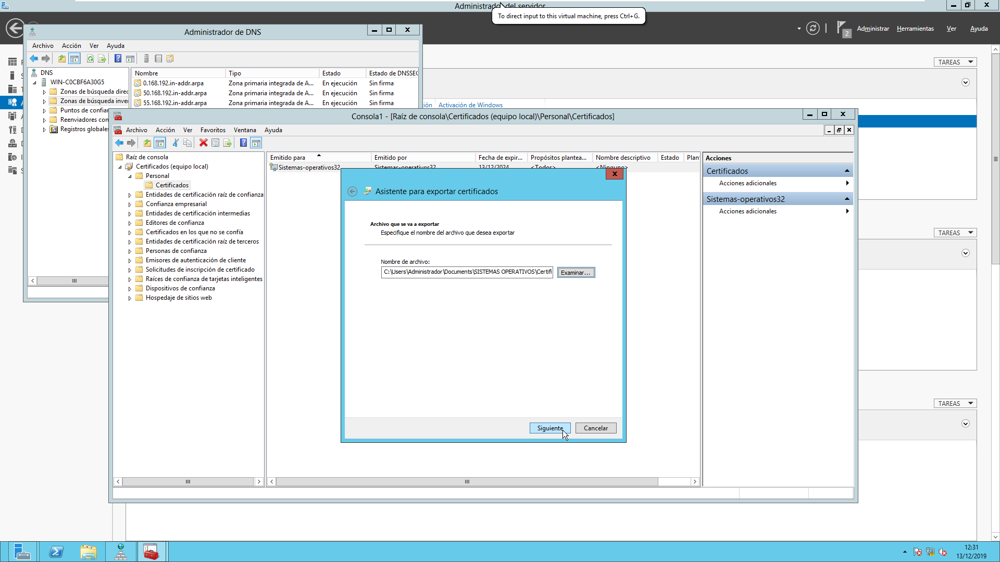 Administrador del servidor
To direct input to this virtual machine, press Ctrl+G.
2
Administrar
Herramientas
Ver
Ayuda
Administrador de DNS
Archivo Acción Ver Ayuda
DNS
WIN-C0CBF6A30G5
Zonas de búsqueda direc
Zonas de búsqueda inver
Puntos de confiar
Reenviadores con
Registros globales
Nombre Tipo Estado Estado de DNSSEC
0.168.192.in-addr.arpa Zona primaria integrada de A... En ejecución Sin firma
50.168.192.in-addr.arpa Zona primaria integrada de A... En ejecución Sin firma
55.168.192.in-addr.arpa Zona primaria integrada de A... En ejecución Sin firma
TAREAS
ión Activación de Windows
Consola1 - [Raíz de consola\Certificados (equipo local)\Personal\Certificados]
Archivo Acción Ver Favoritos Ventana Ayuda
Raíz de consola
Certificados (equipo local)
Personal
Certificados
Entidades de certificación raíz de confianza
Confianza empresarial
Entidades de certificación intermedias
Editores de confianza
Certificados en los que no se confía
Entidades de certificación raíz de terceros
Personas de confianza
Emisores de autenticación de cliente
Solicitudes de inscripción de certificado
Raíces de confianza de tarjetas inteligentes
Dispositivos de confianza
Hospedaje de sitios web
Emitido para Emitido por Fecha de expir... Propósitos plantea... Nombre descriptivo Estado Plan
Sistemas-operativos32 Sistemas-operativos32 13/12/2024 <Todos> <Ninguno>
Acciones
Certificados
Acciones adicionales
Sistemas-operativos32
Acciones adicionales
Asistente para exportar certificados
Archivo que se va a exportar
Especifique el nombre del archivo que desea exportar
Nombre de archivo:
C:\Users\Administrador\Documents\SISTEMAS OPERATIVOS\Certifi
Examinar...
Siguiente
Cancelar
TAREAS
TAREAS
12:31
13/12/2019